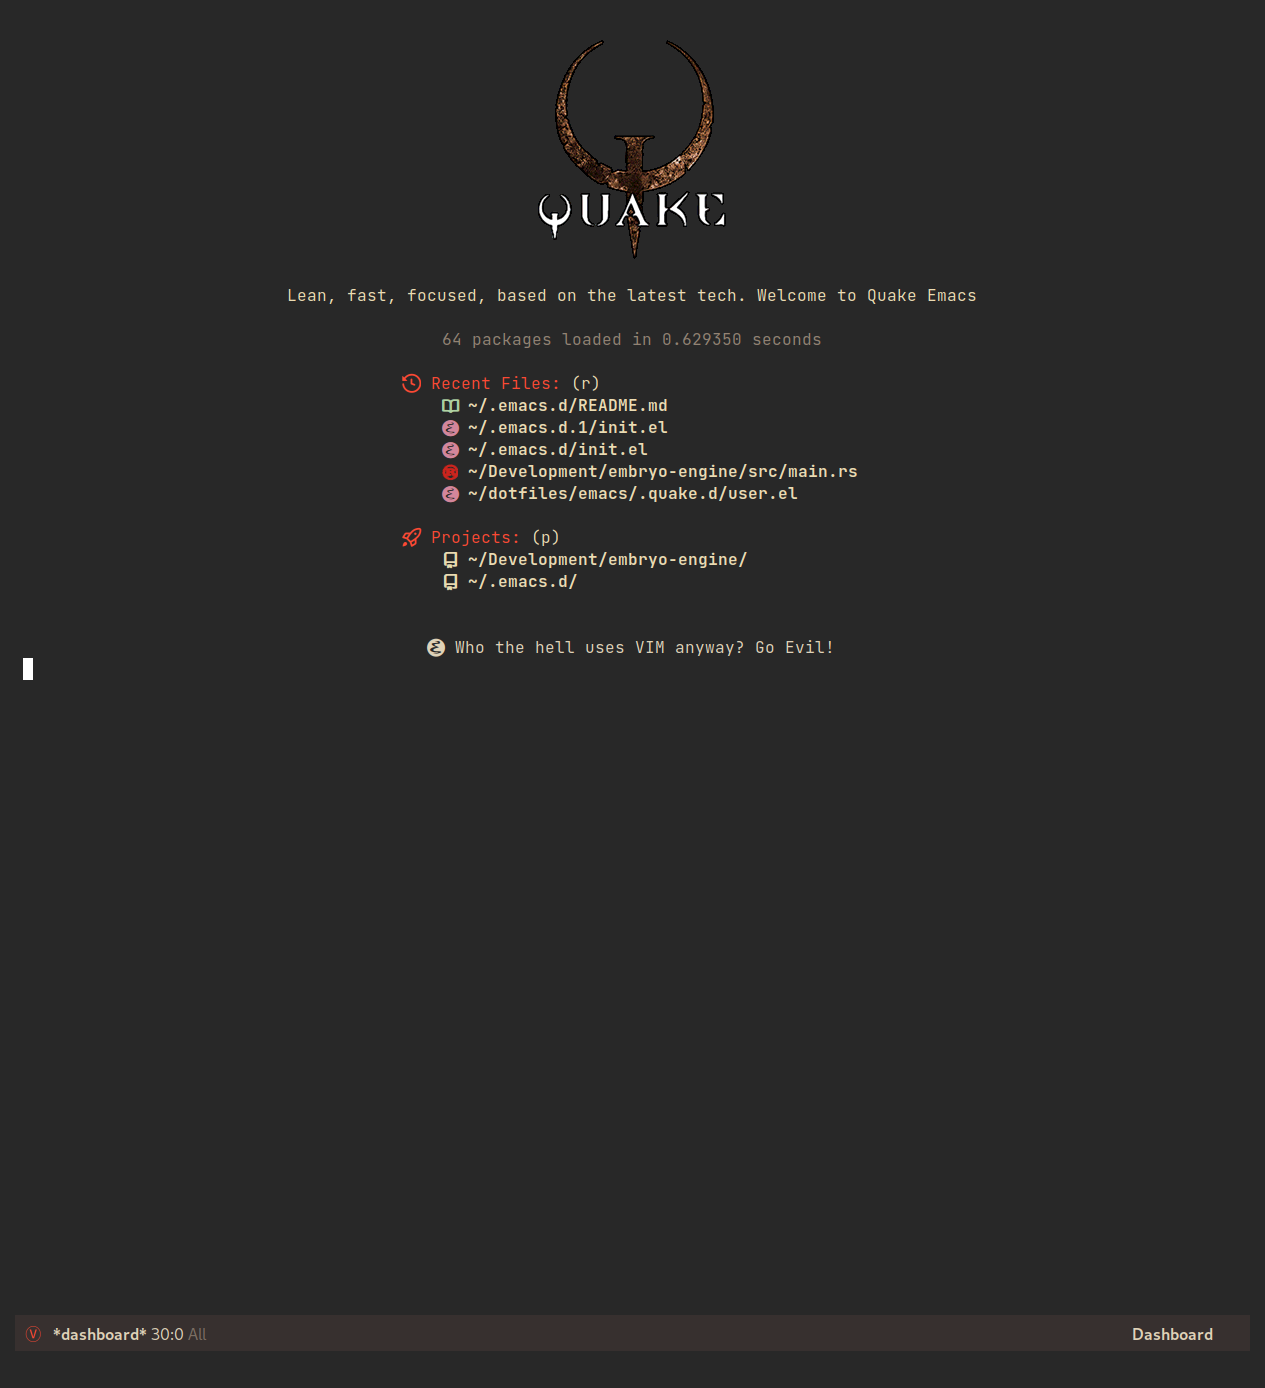 QUAKE
Lean, fast, focused, based on the latest tech. Welcome to Quake Emacs
64 packages loaded in 0.629350 seconds
Recent Files: (r)
~/.emacs.d/README.md
~/.emacs.d.1/init.el
~/.emacs.d/init.el
~/Development/embryo-engine/src/main.rs
~/dotfiles/emacs/.quake.d/user.el
Projects: (p)
~/Development/embryo-engine/
~/.emacs.d/
Who the hell uses VIM anyway? Go Evil!
Ⓥ *dashboard* 30:0 All Dashboard